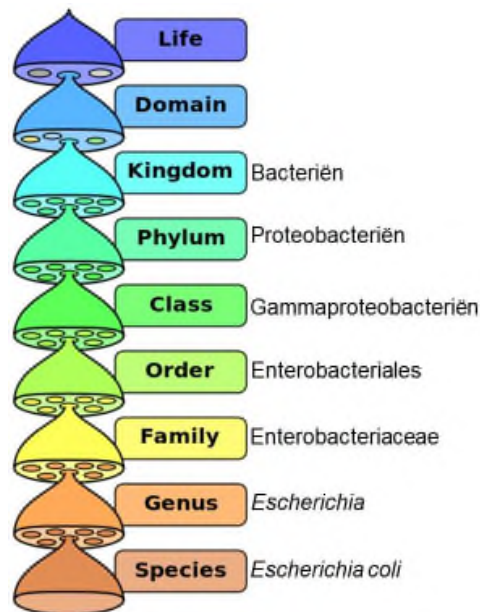 Life
Domain
Kingdom Bacteriën
Phylum Proteobacteriën
Class Gammaproteobacteriën
Order Enterobacteriales
Family Enterobacteriaceae
Genus Escherichia
Species Escherichia coli